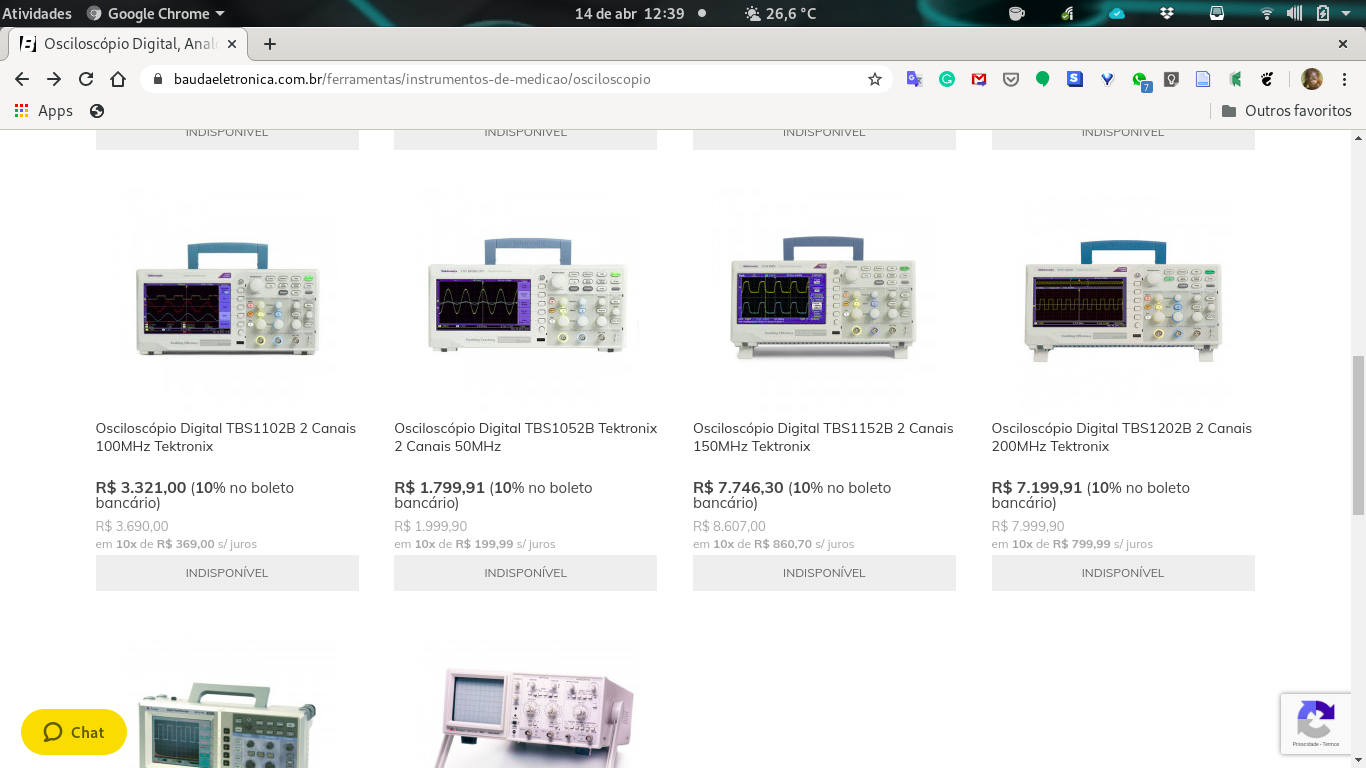 Atividades Google Chrome 14 de abr 12:39 26,6 °C
Osciloscópio Digital, Analo
baudaeletronica.com.br/ferramentas/instrumentos-de-medicao/osciloscopio
7
Apps Outros favoritos
INDISPONÍVEL INDISPONÍVEL INDISPONÍVEL INDISPONÍVEL
Osciloscópio Digital TBS1102B 2 Canais
100MHz Tektronix
R$ 3.321,00 (10% no boleto
bancário)
R$ 3.690,00
em 10x de R$ 369,00 s/ juros
INDISPONÍVEL
Osciloscópio Digital TBS1052B Tektronix
2 Canais 50MHz
R$ 1.799,91 (10% no boleto
bancário)
R$ 1.999,90
em 10x de R$ 199,99 s/ juros
INDISPONÍVEL
Osciloscópio Digital TBS1152B 2 Canais
150MHz Tektronix
R$ 7.746,30 (10% no boleto
bancário)
R$ 8.607,00
em 10x de R$ 860,70 s/ juros
INDISPONÍVEL
Osciloscópio Digital TBS1202B 2 Canais
200MHz Tektronix
R$ 7.199,91 (10% no boleto
bancário)
R$ 7.999,90
em 10x de R$ 799,99 s/ juros
INDISPONÍVEL
Chat
Privacidade - Termos